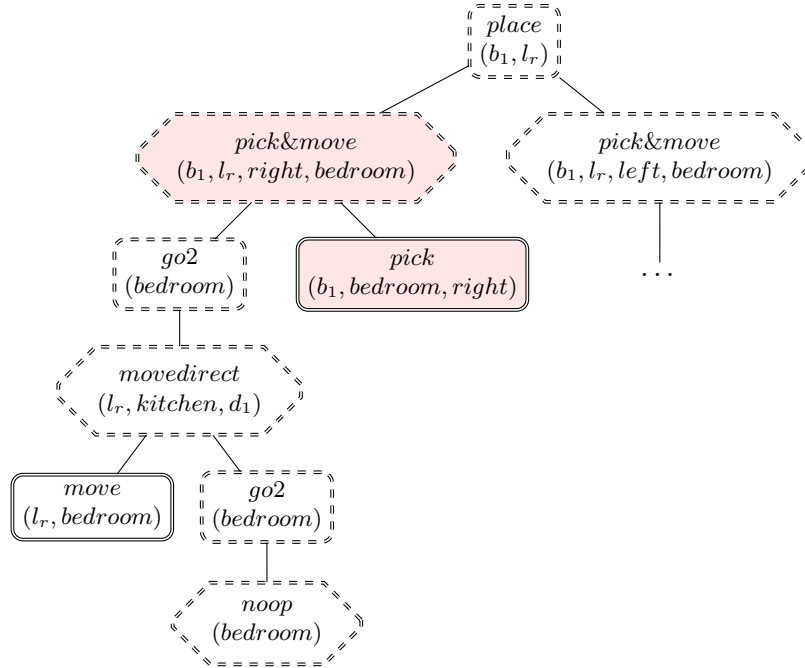 place
(b₁, lᵣ)
pick&move
(b₁, lᵣ, right, bedroom)
pick&move
(b₁, lᵣ, left, bedroom)
go2
(bedroom)
pick
(b₁, bedroom, right)
...
movedirect
(lᵣ, kitchen, d₁)
move
(lᵣ, bedroom)
go2
(bedroom)
noop
(bedroom)